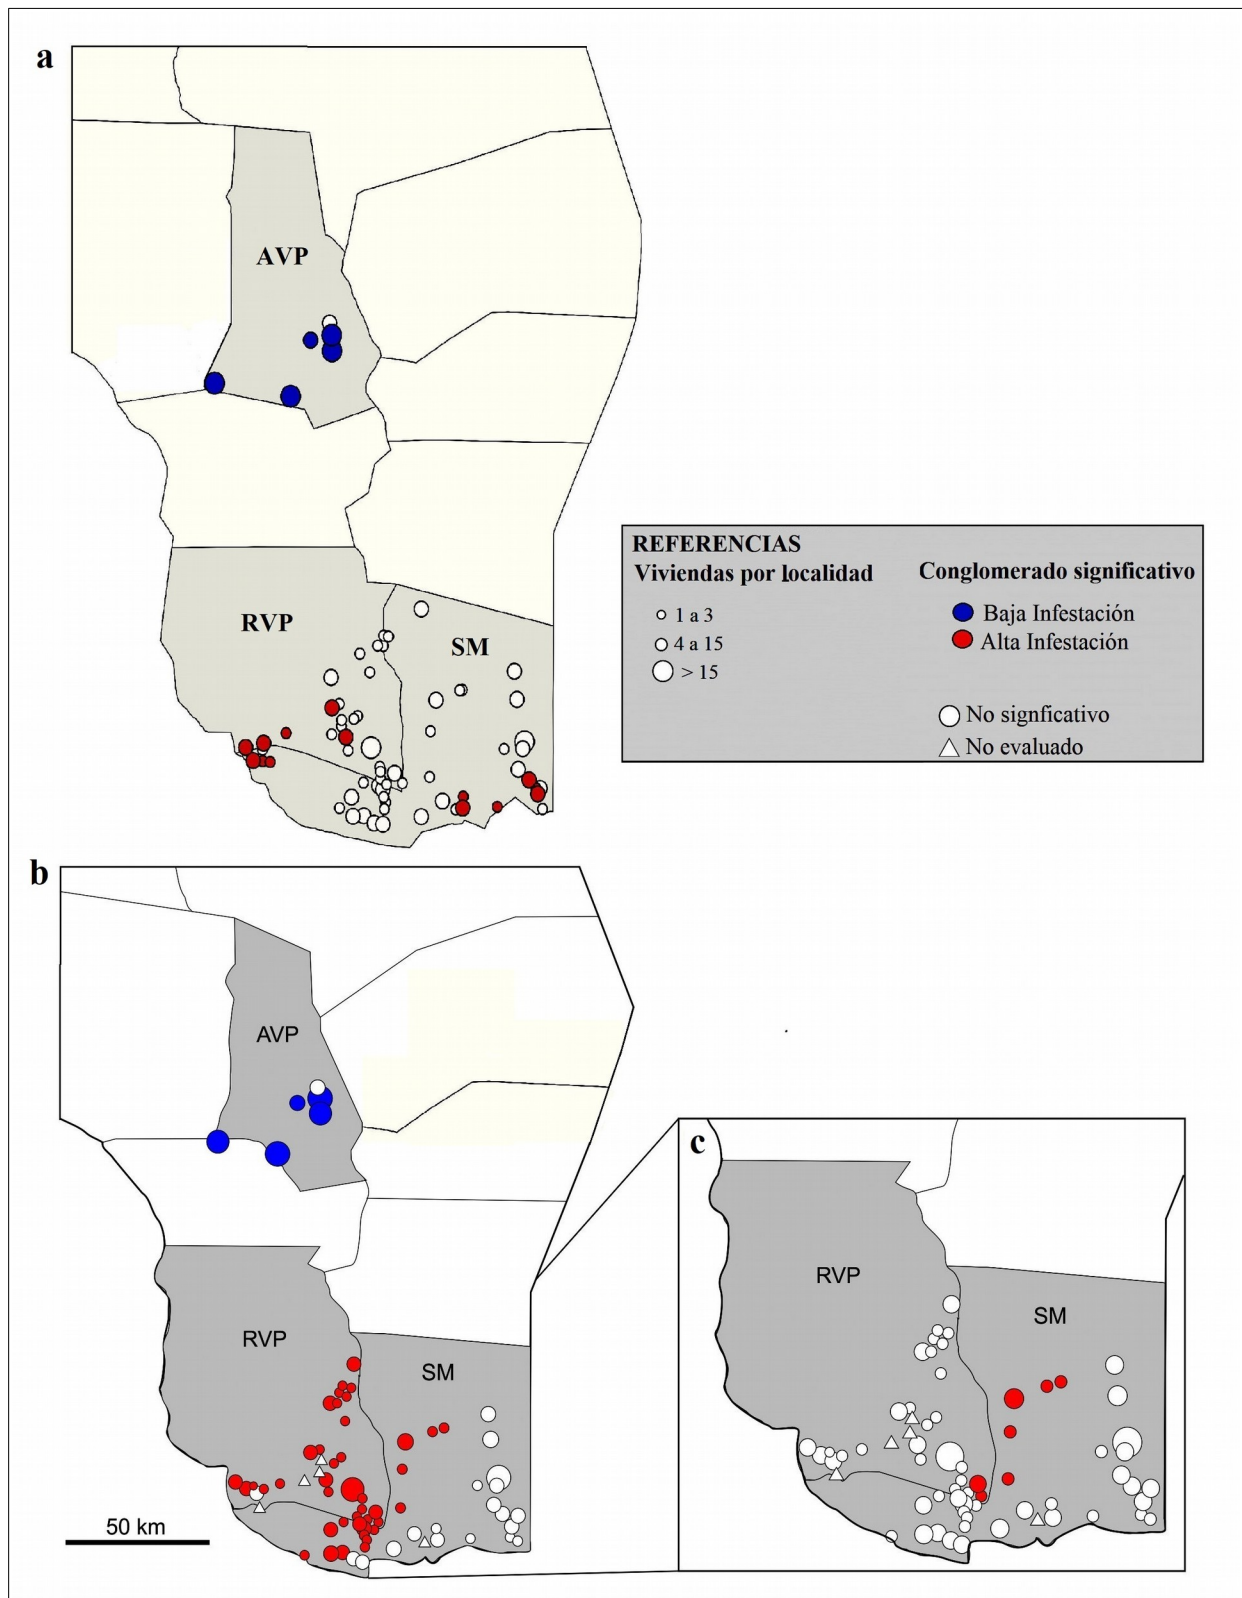 a
AVP
RVP
SM
REFERENCIAS
Viviendas por localidad
Conglomerado significativo
1 a 3
4 a 15
> 15
Baja Infestación
Alta Infestación
No signficativo
No evaluado
b
AVP
RVP
SM
50 km
c
RVP
SM